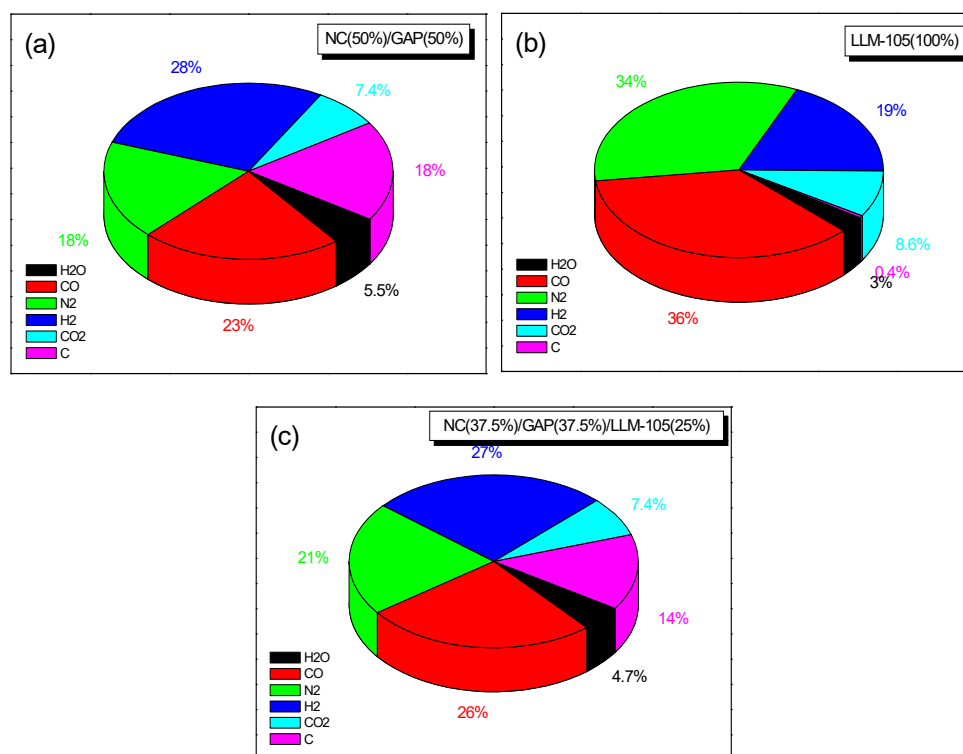 (a)
NC(50%)/GAP(50%)
28%
7.4%
18%
18%
5.5%
23%
H2O
CO
N2
H2
CO2
C
(b)
LLM-105(100%)
34%
19%
8.6%
0.4%
3%
36%
H2O
CO
N2
H2
CO2
C
(c)
NC(37.5%)/GAP(37.5%)/LLM-105(25%)
27%
7.4%
21%
14%
4.7%
26%
H2O
CO
N2
H2
CO2
C